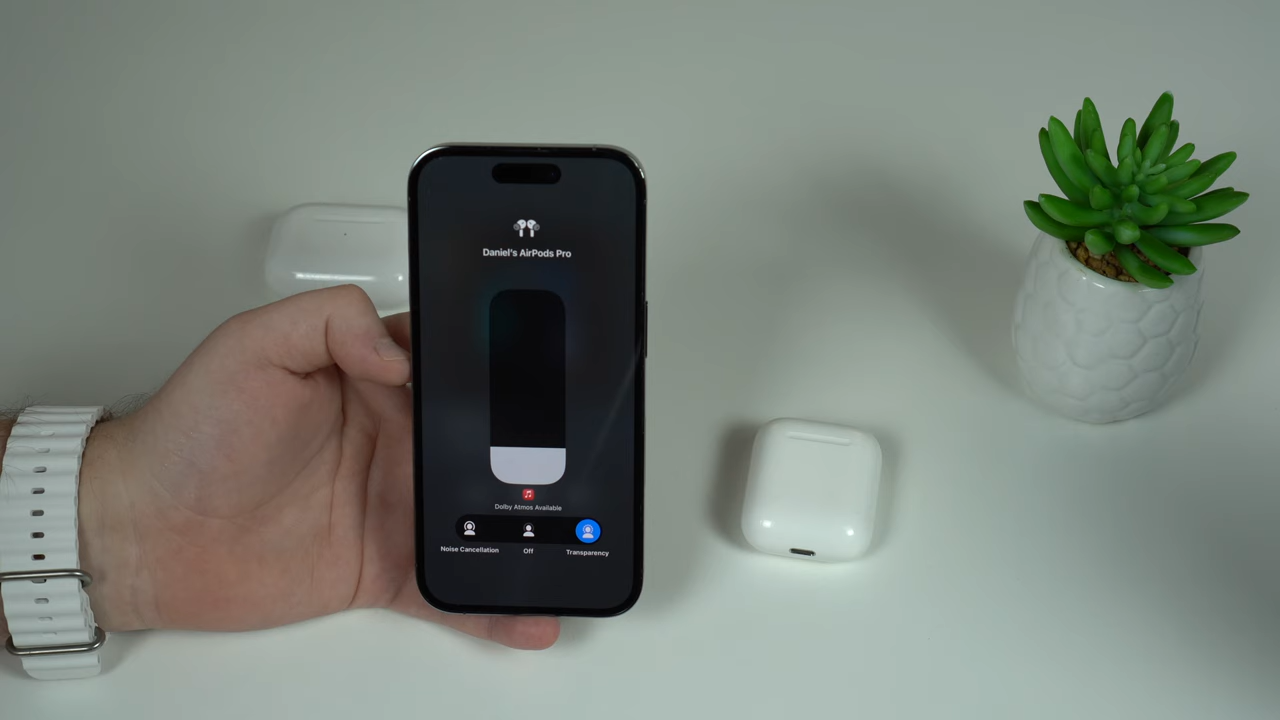 Daniel's AirPods Pro
Dolby Atmos Available
Noise Cancellation
Off
Transparency